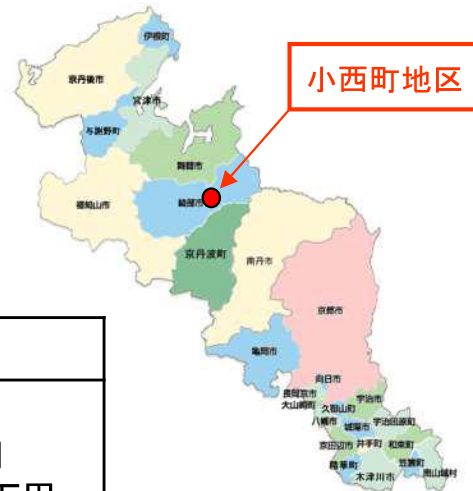 伊根町
京丹後市
宮津市
与謝野町
舞鶴市
小西町地区
福知山市
綾部市
京丹波町
南丹市
京都市
亀岡市
向日市
長岡京市
大山崎町
宇治市
久御山町
八幡市
城陽市
宇治田原町
京田辺市
井手町
和束町
精華町
笠置町
木津川市
南山城村
万円